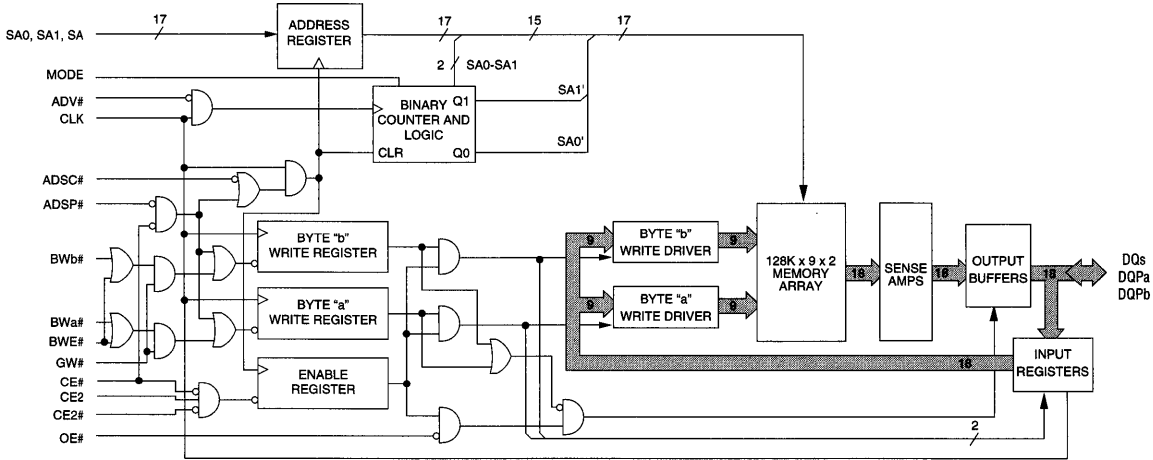 SA0, SA1, SA
17
ADDRESS
REGISTER
17
15
17
2
SA0-SA1
MODE
ADV#
CLK
BINARY
COUNTER AND
LOGIC
Q1
CLR
Q0
SA1'
SA0'
ADSC#
ADSP#
BYTE "b"
WRITE REGISTER
BWb#
BYTE "a"
WRITE REGISTER
BWa#
BWE#
GW#
CE#
CE2
CE2#
OE#
ENABLE
REGISTER
9
BYTE "b"
WRITE DRIVER
9
9
BYTE "a"
WRITE DRIVER
9
128K x 9 x 2
MEMORY
ARRAY
18
SENSE
AMPS
18
OUTPUT
BUFFERS
18
DQs
DQPa
DQPb
18
INPUT
REGISTERS
2